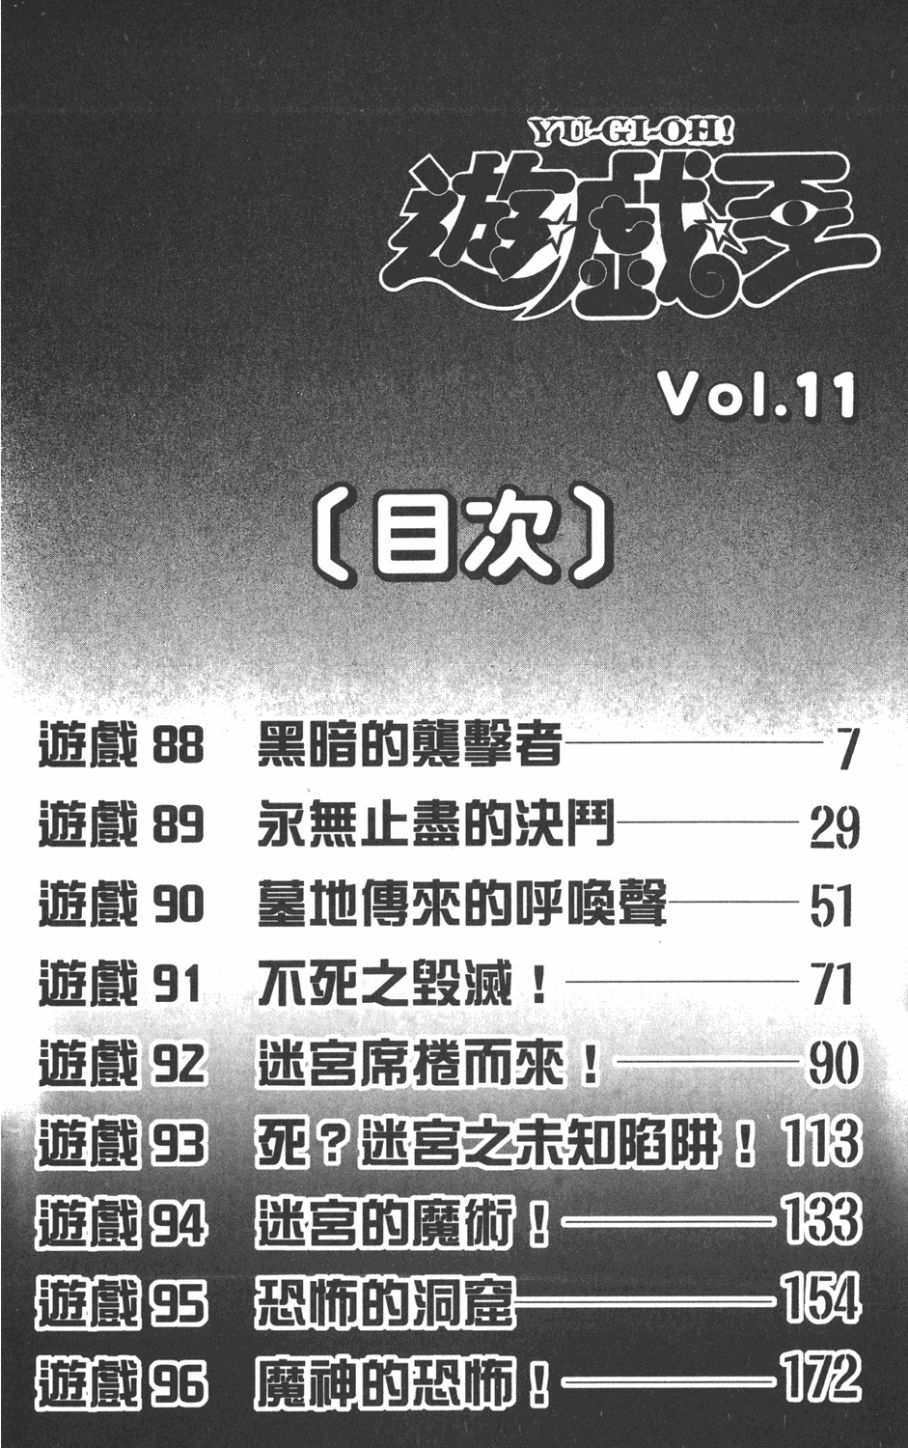 YU-GI-OH!
遊戲王
Vol.11
〔目次〕
遊戲 88 黑暗的襲擊者 7
遊戲 89 永無止盡的決鬥 29
遊戲 90 墓地傳來的呼喚聲 51
遊戲 91 不死之毀滅！ 71
遊戲 92 迷宮席捲而來！ 90
遊戲 93 死？迷宮之未知陷阱！ 113
遊戲 94 迷宮的魔術！ 133
遊戲 95 恐怖的洞窟 154
遊戲 96 魔神的恐怖！ 172